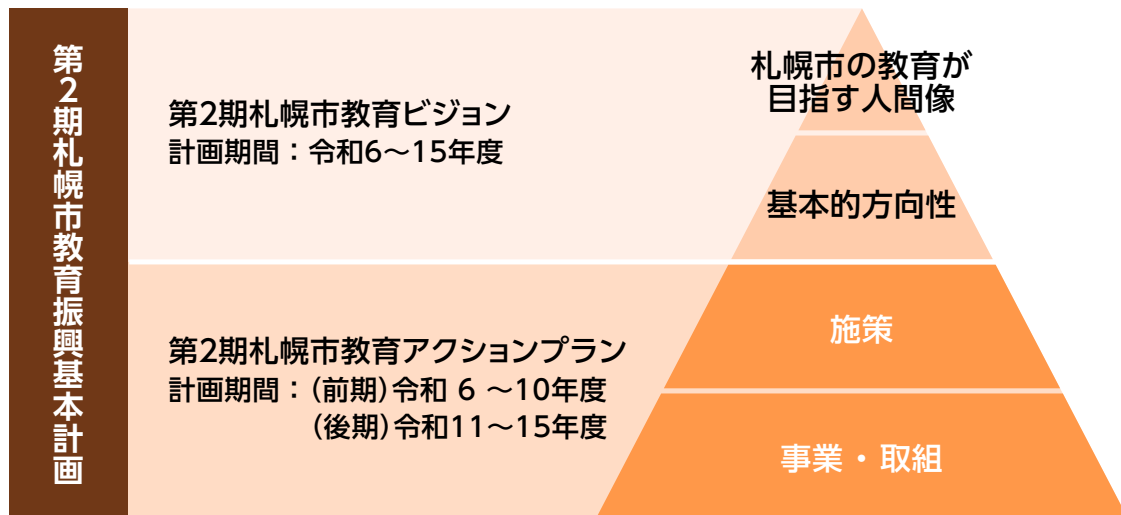 第2期札幌市教育振興基本計画
第2期札幌市教育ビジョン
計画期間：令和6～15年度
札幌市の教育が
目指す人間像
基本的方向性
第2期札幌市教育アクションプラン
計画期間：(前期)令和 6 ～10年度
(後期)令和11～15年度
施策
事業・取組